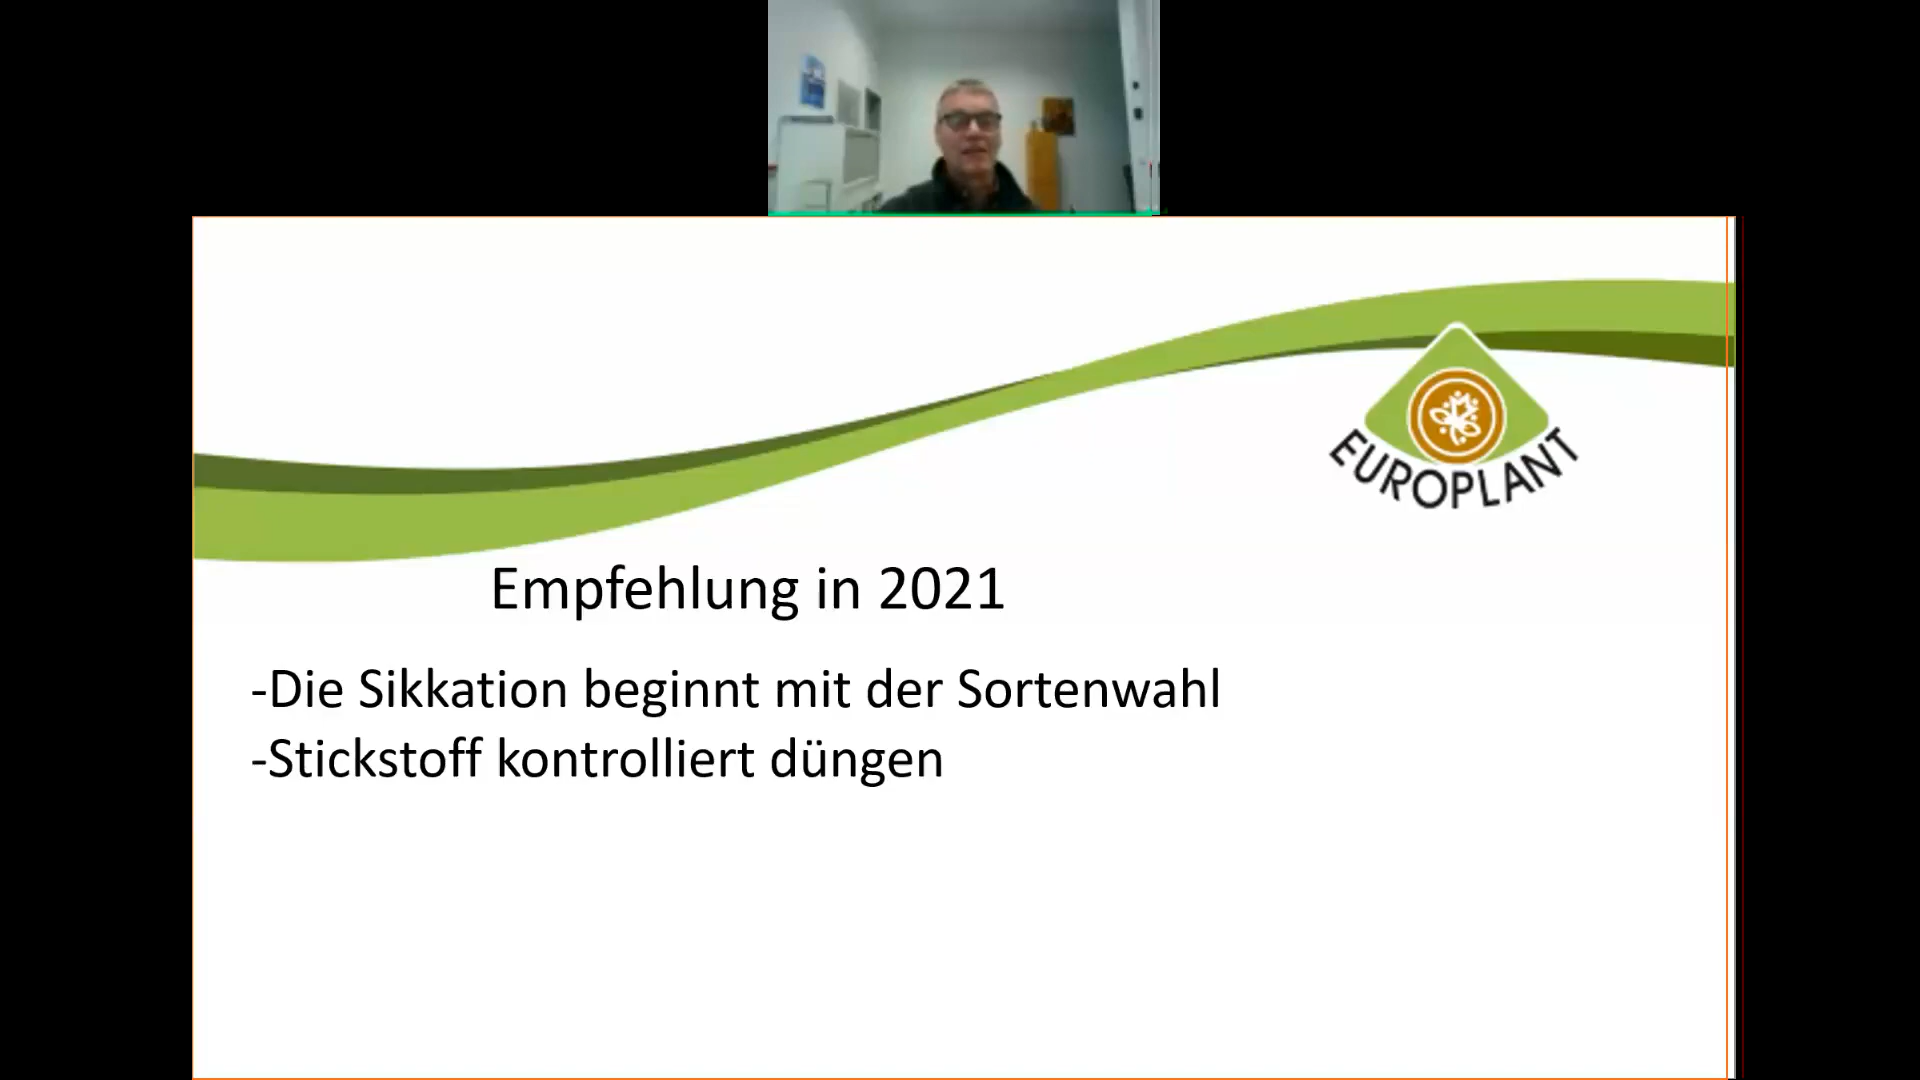 EUROPLANT
Empfehlung in 2021
-Die Sikkation beginnt mit der Sortenwahl
-Stickstoff kontrolliert düngen